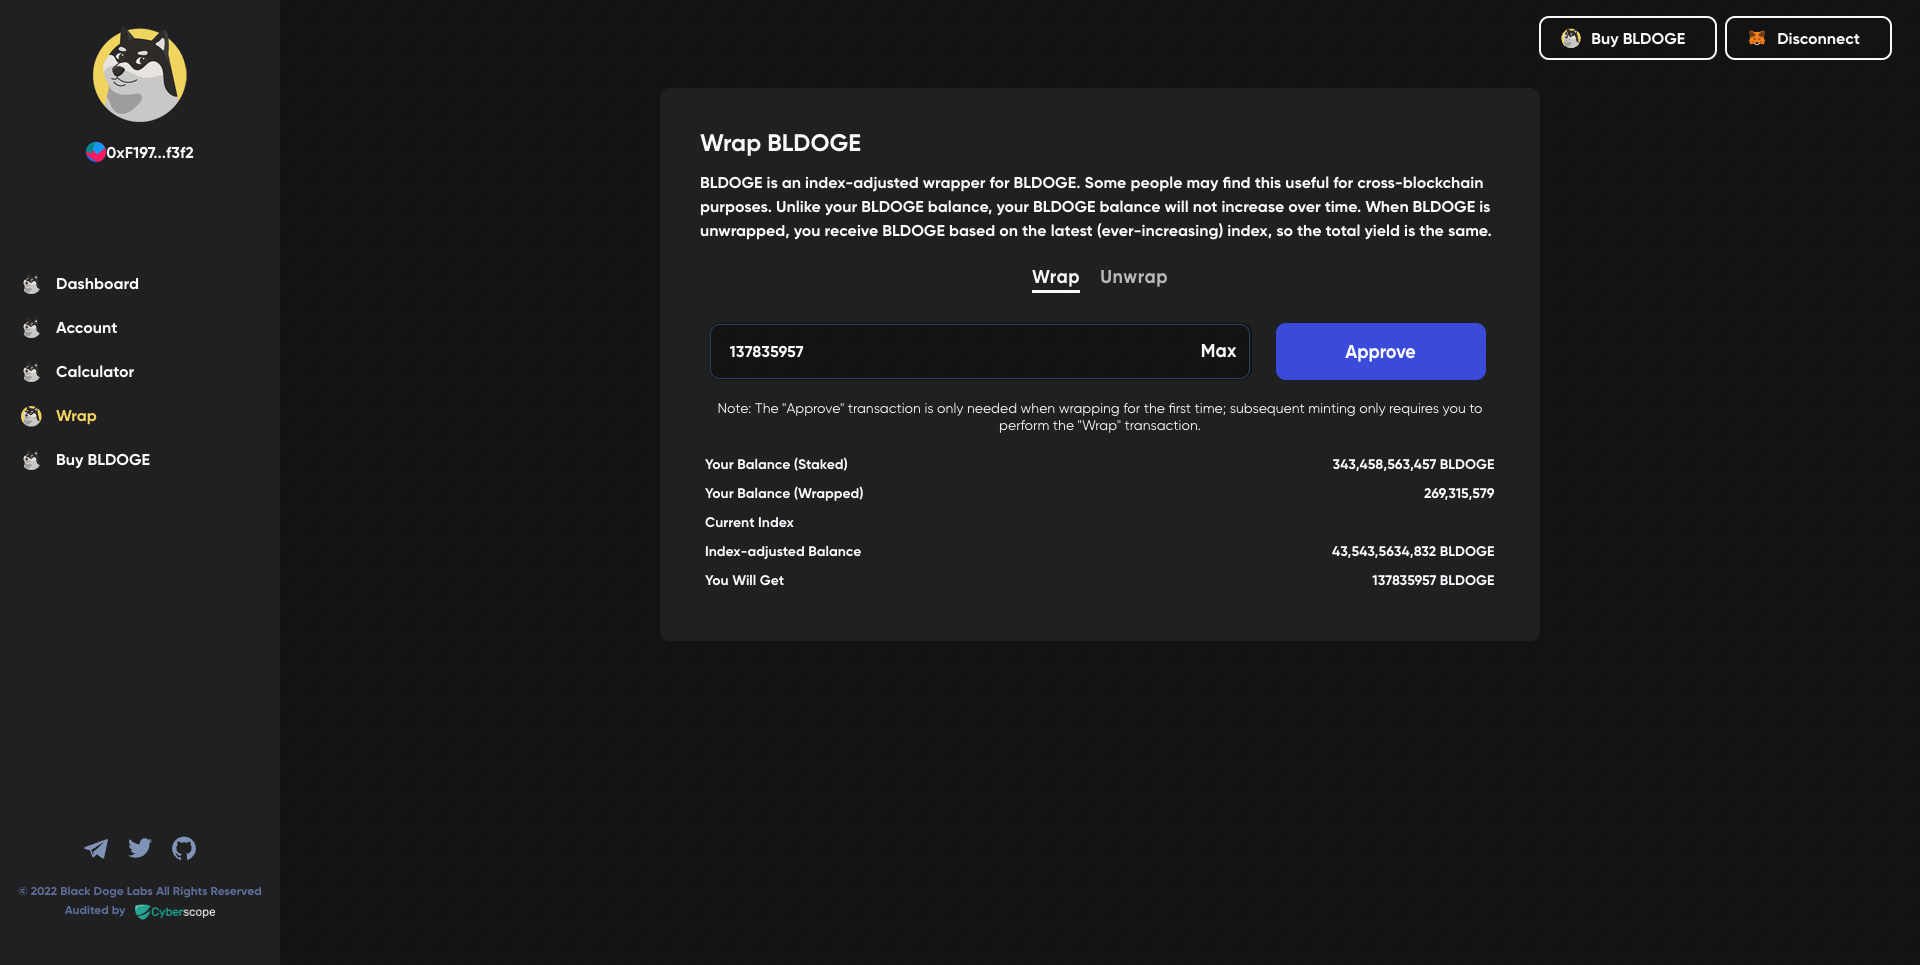 Buy BLDOGE
Disconnect
0xF197...f3f2
Dashboard
Account
Calculator
Wrap
Buy BLDOGE
Wrap BLDOGE
BLDOGE is an index-adjusted wrapper for BLDOGE. Some people may find this useful for cross-blockchain
purposes. Unlike your BLDOGE balance, your BLDOGE balance will not increase over time. When BLDOGE is
unwrapped, you receive BLDOGE based on the latest (ever-increasing) index, so the total yield is the same.
Wrap Unwrap
137835957 Max Approve
Note: The "Approve" transaction is only needed when wrapping for the first time; subsequent minting only requires you to
perform the "Wrap" transaction.
Your Balance (Staked) 343,458,563,457 BLDOGE
Your Balance (Wrapped) 269,315,579
Current Index
Index-adjusted Balance 43,543,5634,832 BLDOGE
You Will Get 137835957 BLDOGE
© 2022 Black Doge Labs All Rights Reserved
Audited by Cyberscope